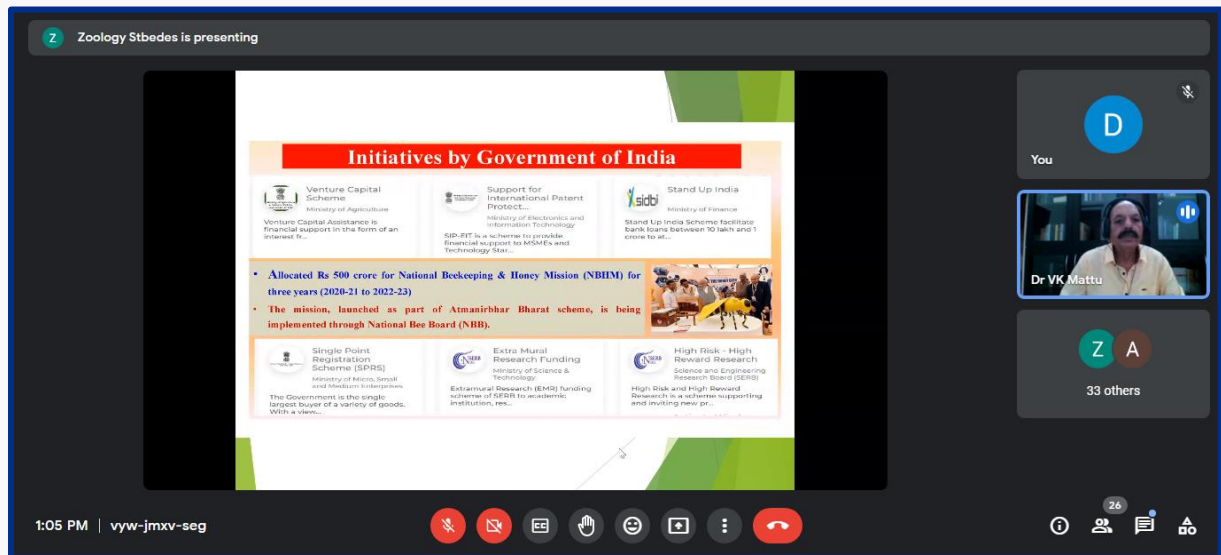 Z Zoology Stbedes is presenting
Initiatives by Government of India
Venture Capital
Scheme
Ministry of Agriculture
Venture Capital Assistance is
financial support in the form of an
interest fr...
Support for
International Patent
Protect...
Ministry of Electronics and
Information Technology
SIP-EIT is a scheme to provide
financial support to MSMEs and
Technology Star...
sidbi
Stand Up India
Ministry of Finance
Stand Up India Scheme facilitate
bank loans between 10 lakh and 1
crore to at...
• Allocated Rs 500 crore for National Beekeeping & Honey Mission (NBHM) for
three years (2020-21 to 2022-23)
• The mission, launched as part of Atmanirbhar Bharat scheme, is being
implemented through National Bee Board (NBB).
Single Point
Registration
Scheme (SPRS)
Ministry of Micro, Small
and Medium Enterprises
The Government is the single
largest buyer of a variety of goods.
With a view...
SERB
Extra Mural
Research Funding
Ministry of Science &
Technology
Extramural Research (EMR) funding
scheme of SERB to academic
institution, res...
SERB
High Risk - High
Reward Research
Science and Engineering
Research Board (SERB)
High Risk and High Reward
Research is a scheme supporting
and inviting new pr...
D
You
Dr VK Mattu
Z A
33 others
1:05 PM | vyw-jmxv-seg
CC
26